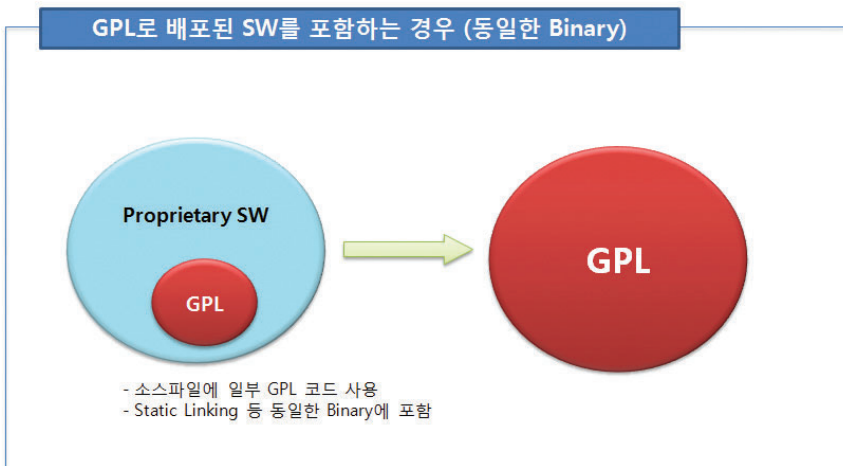 GPL로 배포된 SW를 포함하는 경우 (동일한 Binary)
Proprietary SW
GPL
GPL
- 소스파일에 일부 GPL 코드 사용
- Static Linking 등 동일한 Binary에 포함